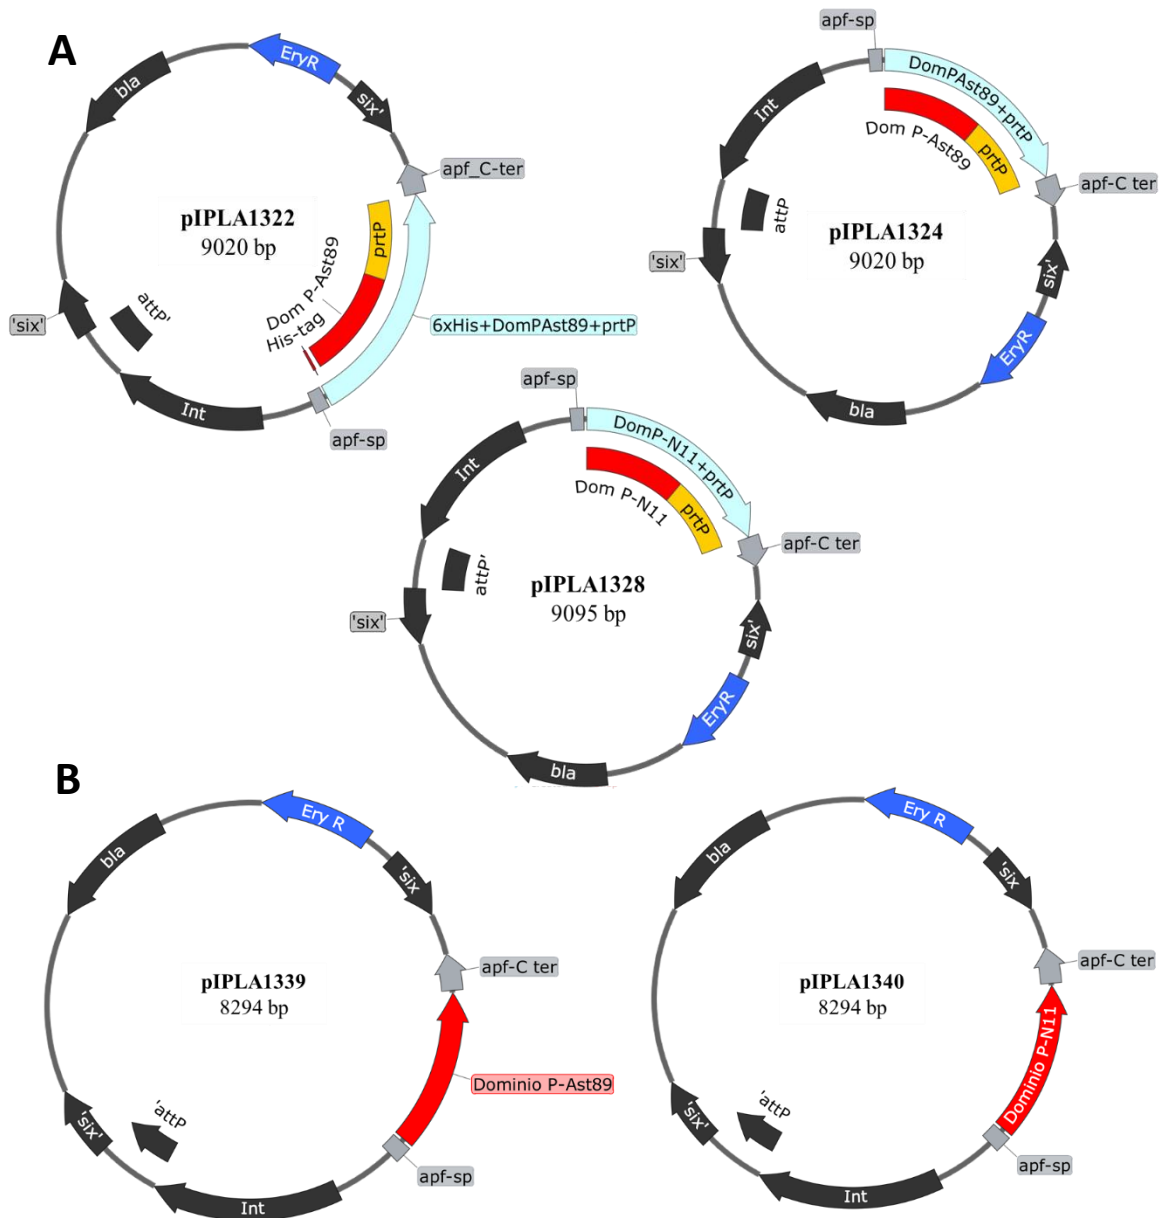 A
EryR
bla
six'
apf_C-ter
pIPLA1322
9020 bp
prtP
Dom P-Ast89
His-tag
6xHis+DomPAst89+prtP
'six'
attP'
Int
apf-sp
apf-sp
DomPAst89+prtP
Int
Dom P-Ast89
prtP
apf-C ter
attP
pIPLA1324
9020 bp
'six'
six'
EryR
bla
apf-sp
DomP-N11+prtP
Int
Dom P-N11
prtP
apf-C ter
attP'
pIPLA1328
9095 bp
'six'
six'
EryR
bla
B
Ery R
bla
'six
apf-C ter
pIPLA1339
8294 bp
Dominio P-Ast89
'attP
'six'
apf-sp
Int
Ery R
bla
'six
apf-C ter
pIPLA1340
8294 bp
Dominio P-N11
'attP
'six'
apf-sp
Int